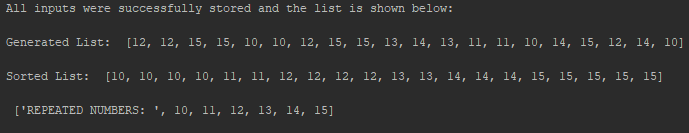 All inputs were successfully stored and the list is shown below:
Generated List:  [12, 12, 15, 15, 10, 10, 12, 15, 15, 13, 14, 13, 11, 11, 10, 14, 15, 12, 14, 10]
Sorted List:  [10, 10, 10, 10, 11, 11, 12, 12, 12, 12, 13, 13, 14, 14, 14, 15, 15, 15, 15, 15]
['REPEATED NUMBERS: ', 10, 11, 12, 13, 14, 15]